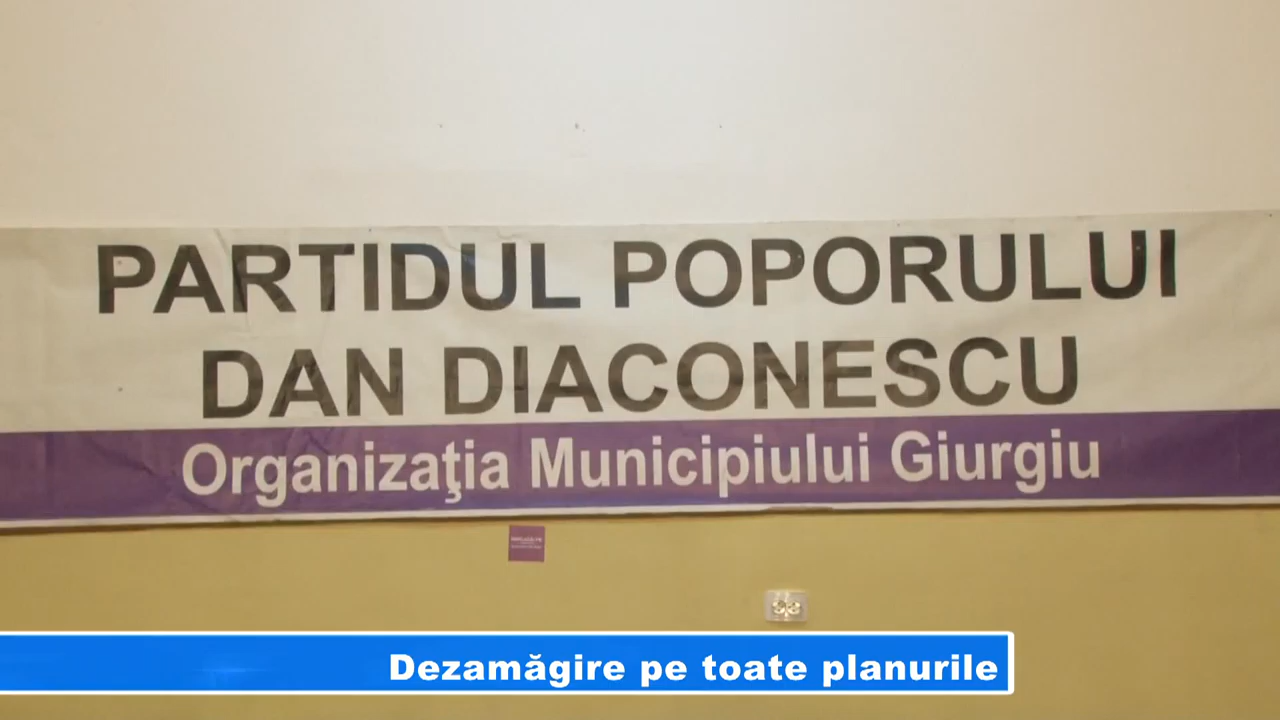 PARTIDUL POPORULUI
DAN DIACONESCU
Organizaţia Municipiului Giurgiu
Dezamăgire pe toate planurile